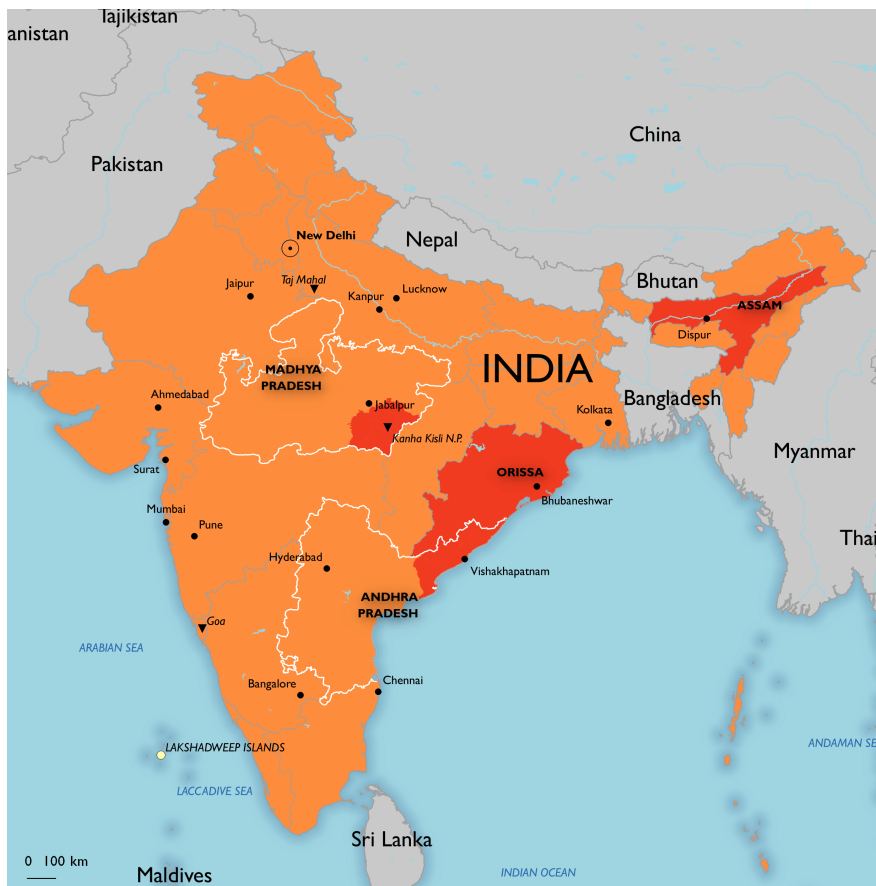 Tajikistan
anistan
China
Pakistan
New Delhi
Nepal
Taj Mahal
Bhutan
Jaipur
Lucknow
Kanpur
ASSAM
Dispur
INDIA
MADHYA
PRADESH
Ahmedabad
Bangladesh
Jabalpur
Kolkata
Kanha Kisli N.P.
Myanmar
Surat
ORISSA
Bhubaneshwar
Mumbai
Pune
Thai
Hyderabad
Vishakhapatnam
ANDHRA
PRADESH
Goa
ARABIAN SEA
Bangalore
Chennai
LAKSHADWEEP ISLANDS
ANDAMAN SE
LACCADIVE SEA
Sri Lanka
0 100 km
Maldives
INDIAN OCEAN